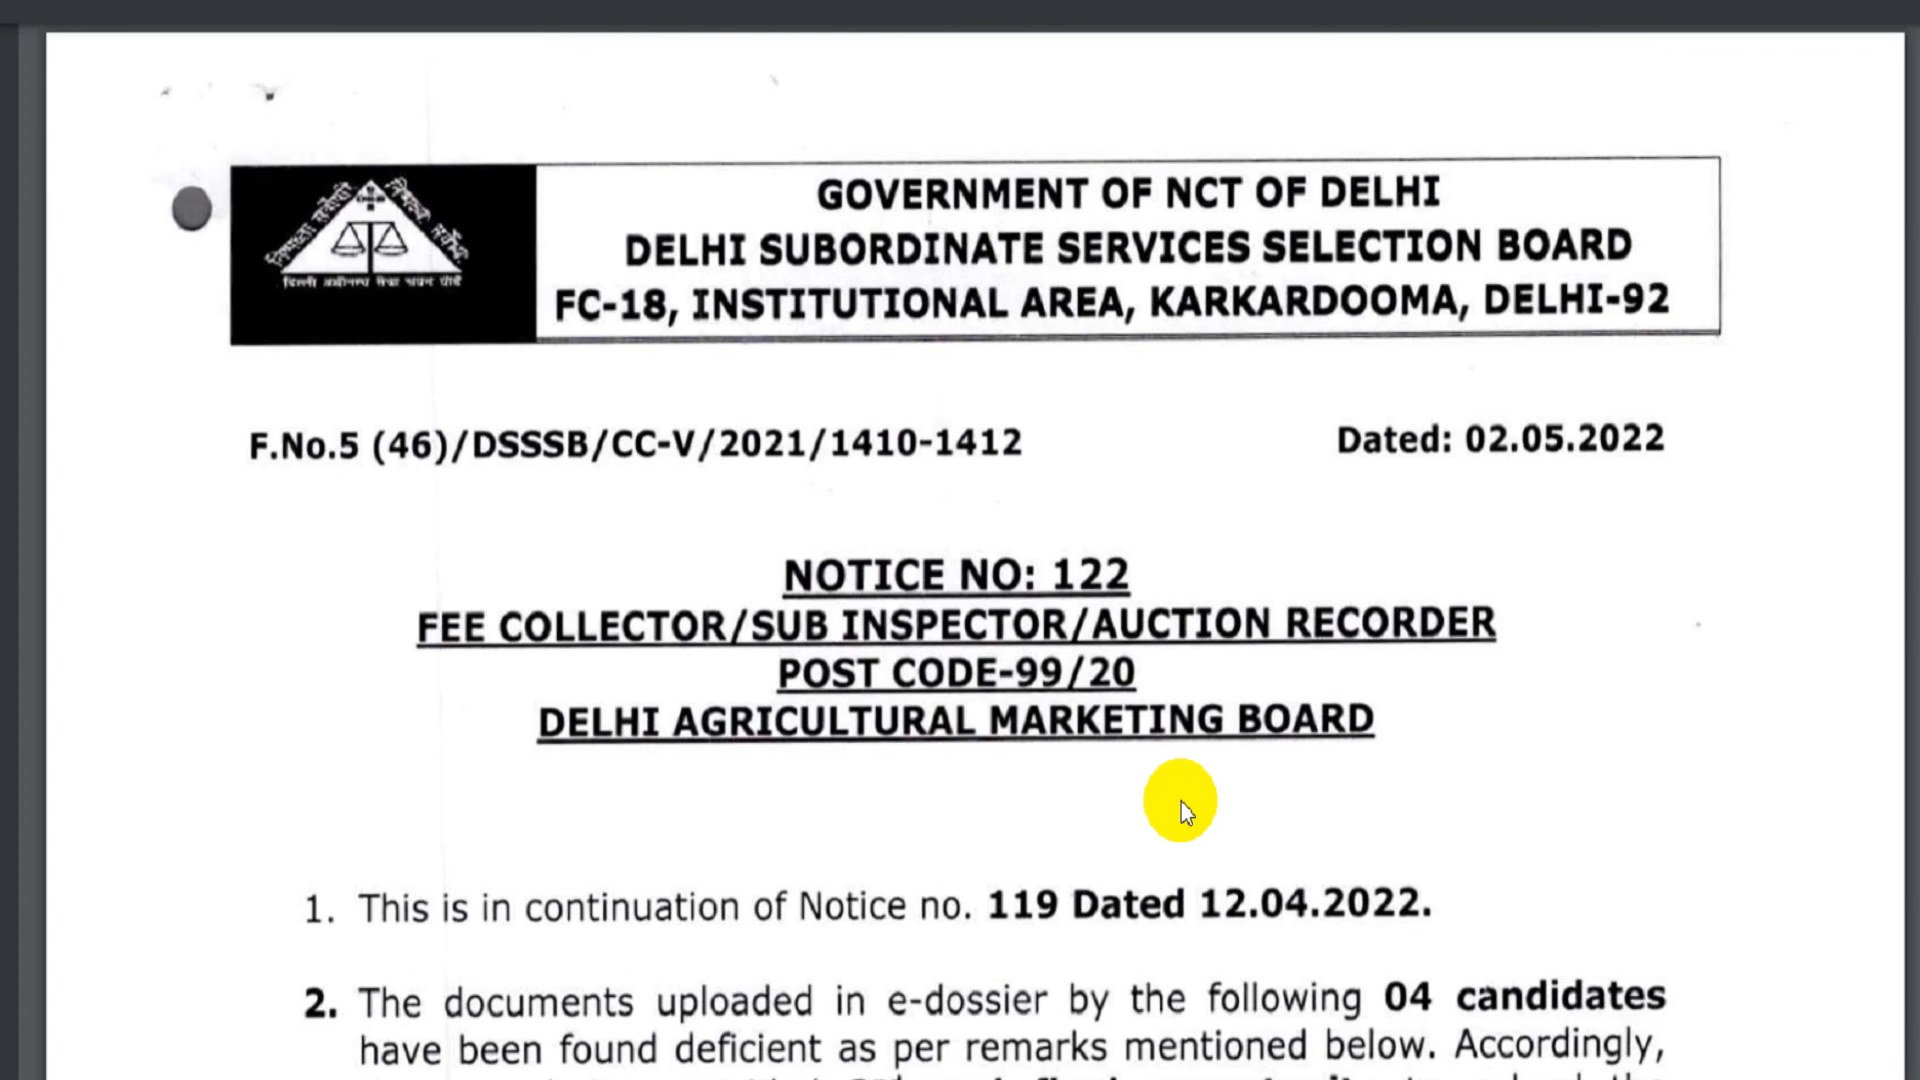 दिल्ली अधीनस्थ सेवा चयन बोर्ड
GOVERNMENT OF NCT OF DELHI
DELHI SUBORDINATE SERVICES SELECTION BOARD
FC-18, INSTITUTIONAL AREA, KARKARDOOMA, DELHI-92
F.No.5 (46)/DSSSB/CC-V/2021/1410-1412 Dated: 02.05.2022
NOTICE NO: 122
FEE COLLECTOR/SUB INSPECTOR/AUCTION RECORDER
POST CODE-99/20
DELHI AGRICULTURAL MARKETING BOARD
1. This is in continuation of Notice no. 119 Dated 12.04.2022.
2. The documents uploaded in e-dossier by the following 04 candidates
have been found deficient as per remarks mentioned below. Accordingly,